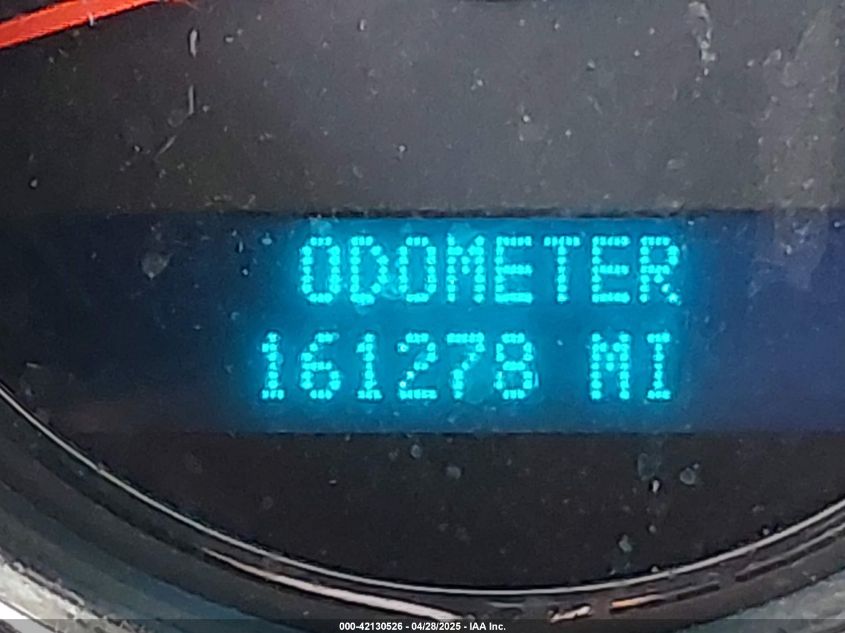 ODOMETER
161278 MI
000-42130526 - 04/28/2025 - IAA Inc.